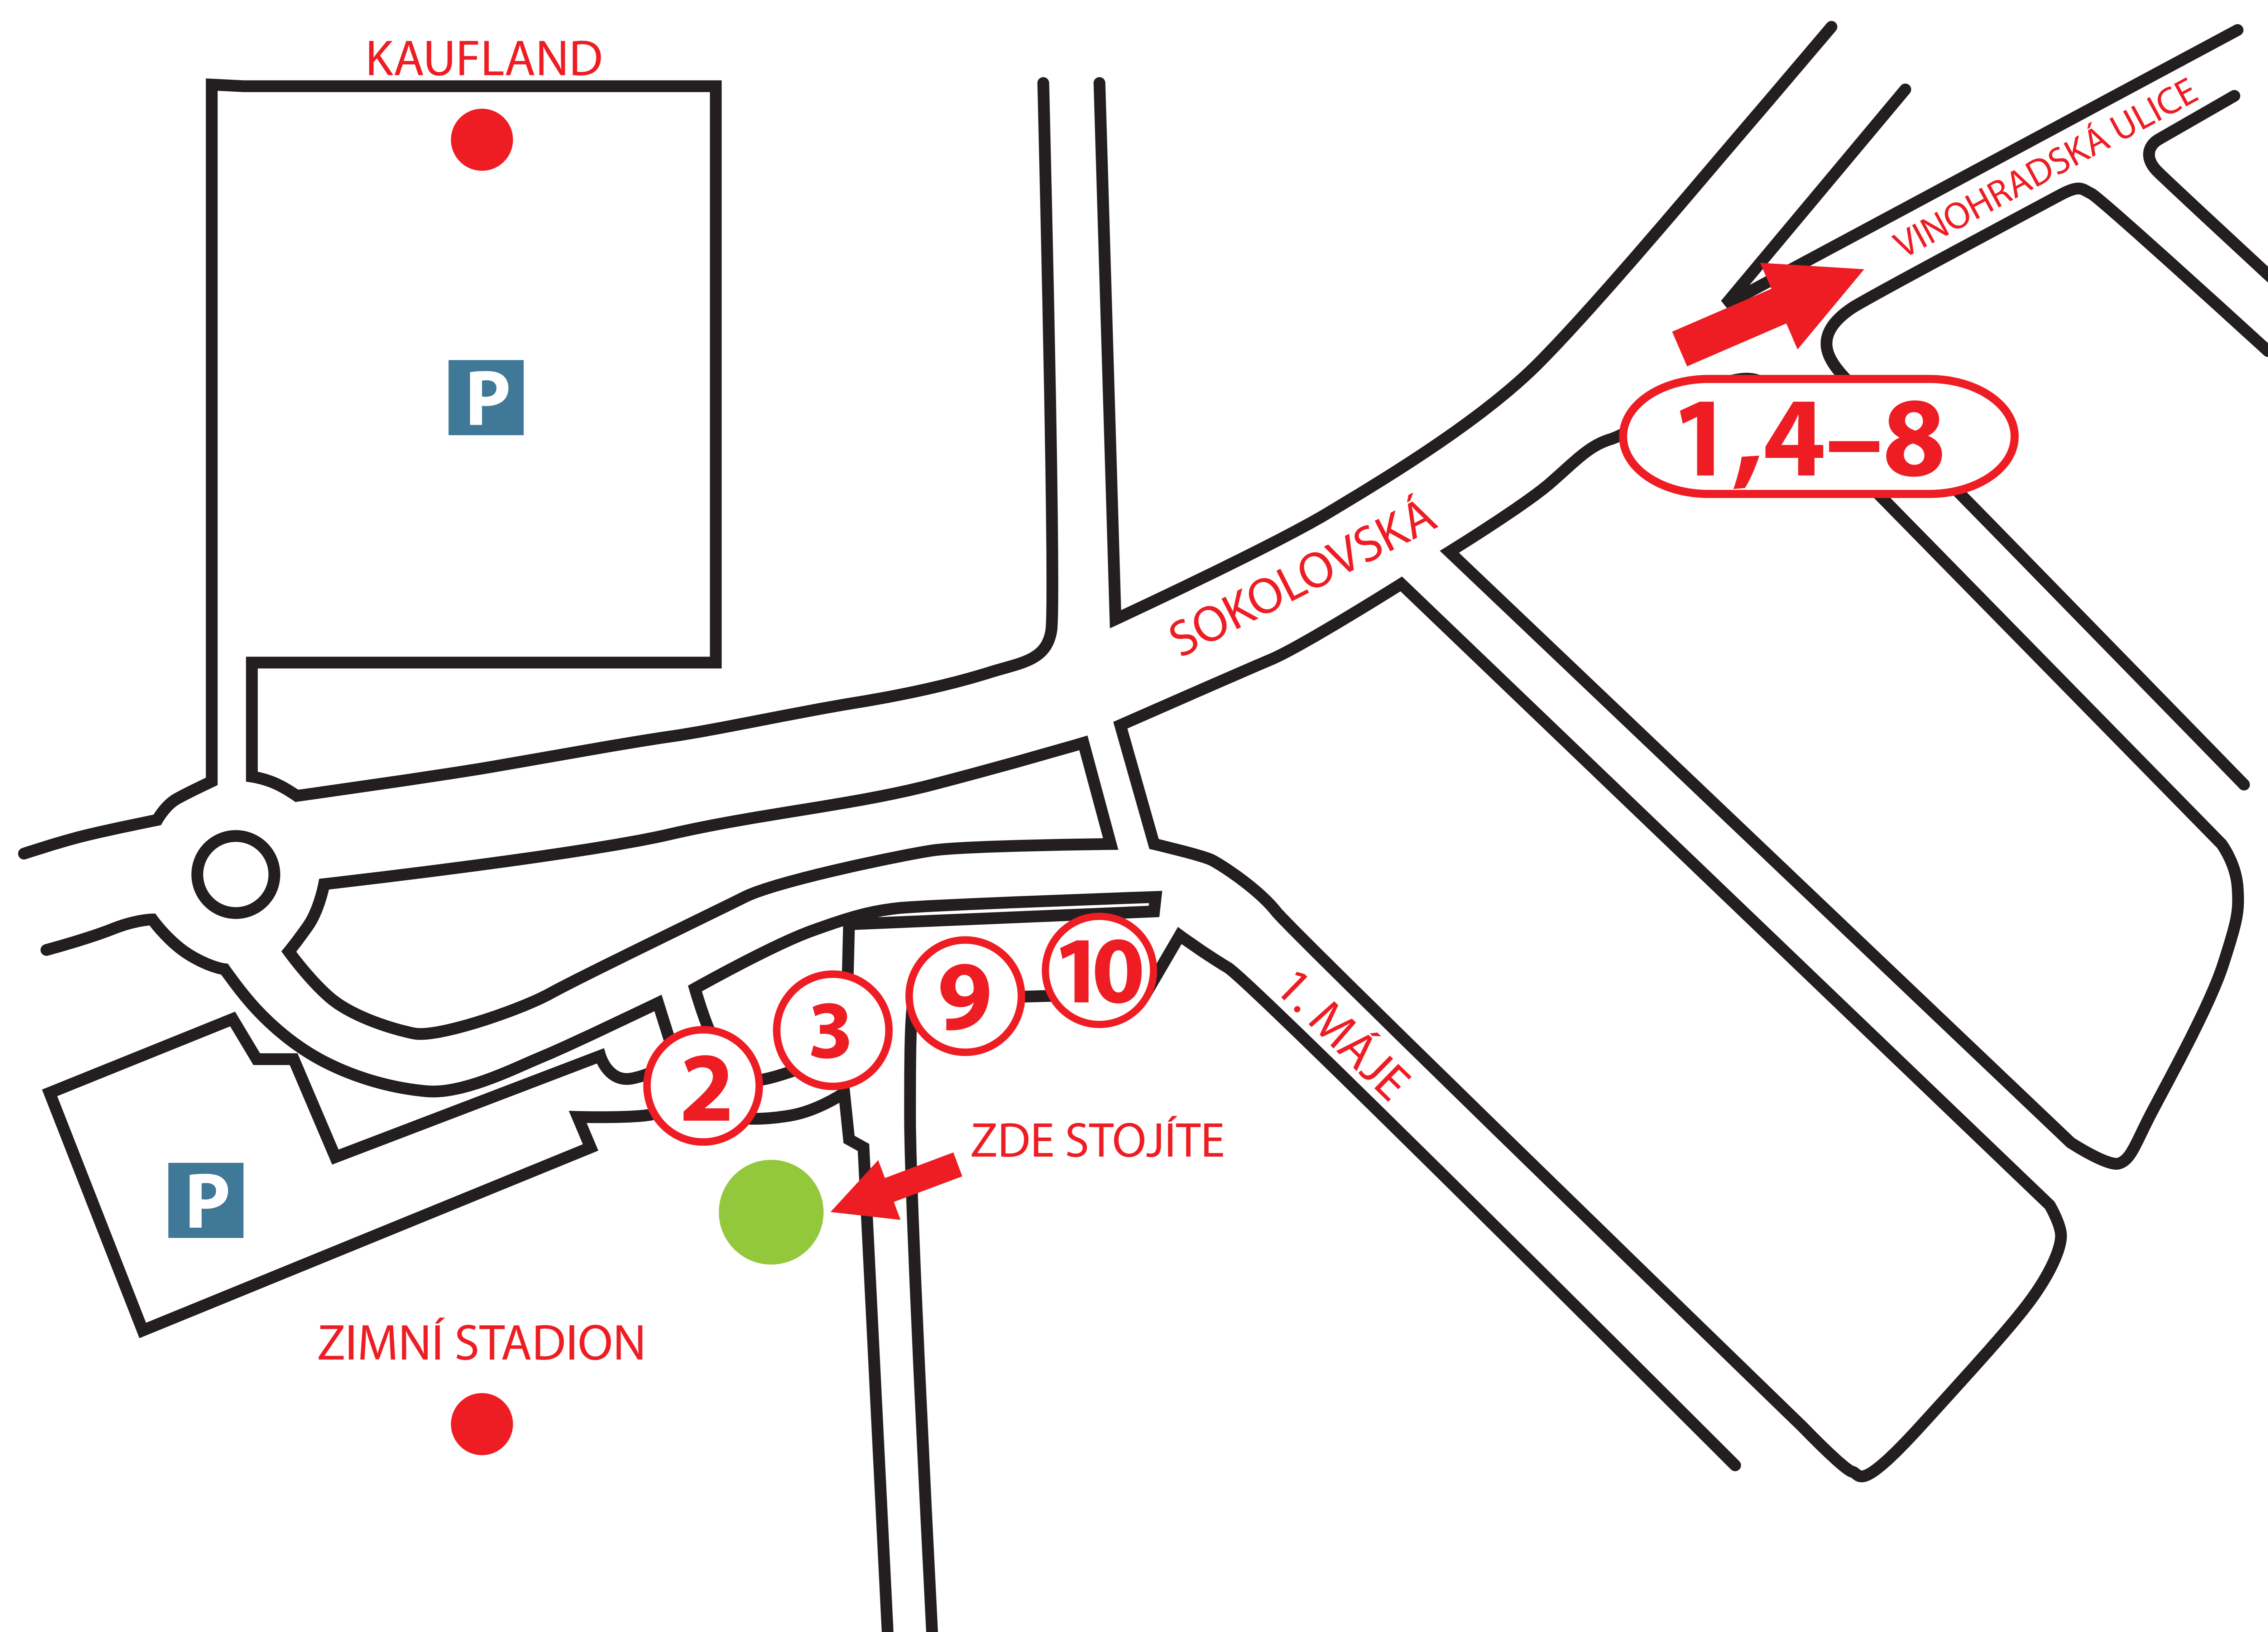 KAUFLAND
VINOHRADSKÁ ULICE
P
1,4–8
SOKOLOVSKÁ
10
9
3
1. MÁJE
2
ZDE STOJÍTE
P
ZIMNÍ STADION